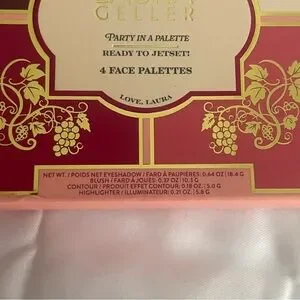 GELLER
PARTY IN A PALETTE
READY TO JETSET!
4 FACE PALETTES
LOVE, LAURA
NET WT. / POIDS NET EYESHADOW / FARD À PAUPIÈRES: 0.64 OZ | 18.4 G
BLUSH / FARD À JOUES: 0.37 OZ | 10.3 G
CONTOUR / PRODUIT EFFET CONTOUR: 0.18 OZ. | 5.0 G
HIGHLIGHTER / ILLUMINATEUR: 0.21 OZ | 5.8 G